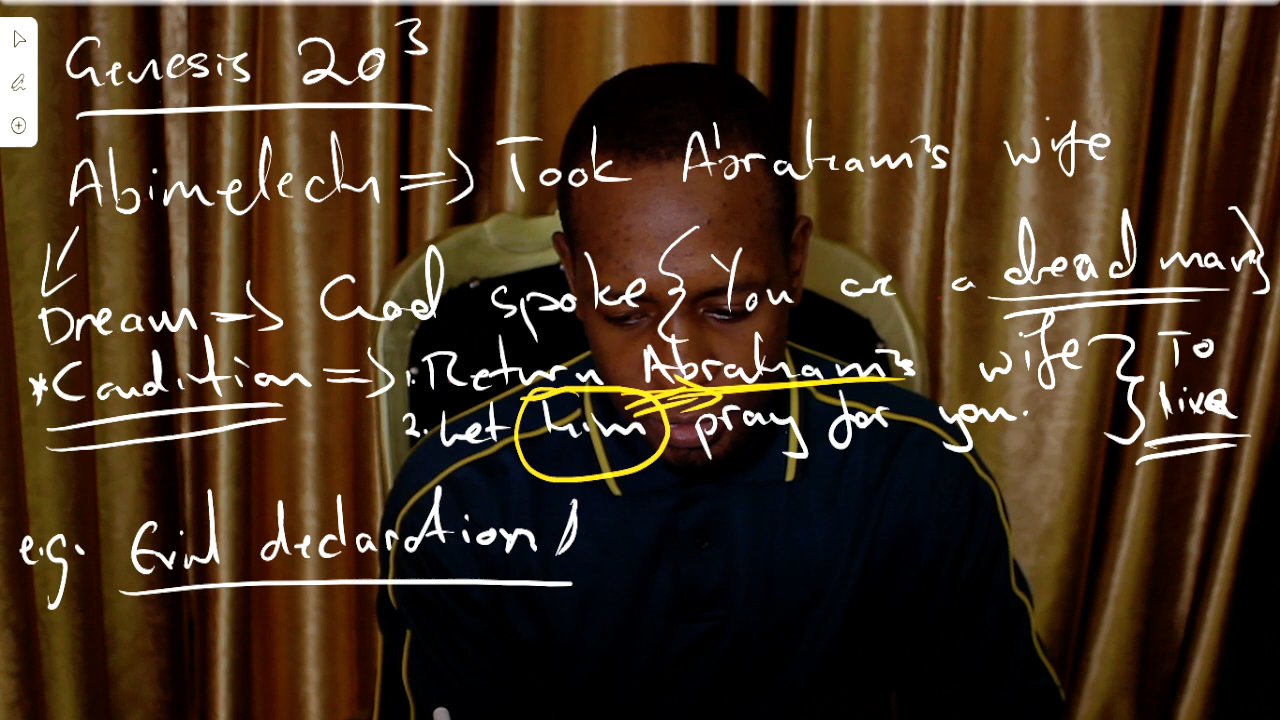 Genesis 20³
Abimelech => Took Abraham's wife
Dream => God spoke { You are a dead man }
*Condition => 1. Return Abraham's wife } To
2. Let him pray for you. } live
e.g. Evil declaration /